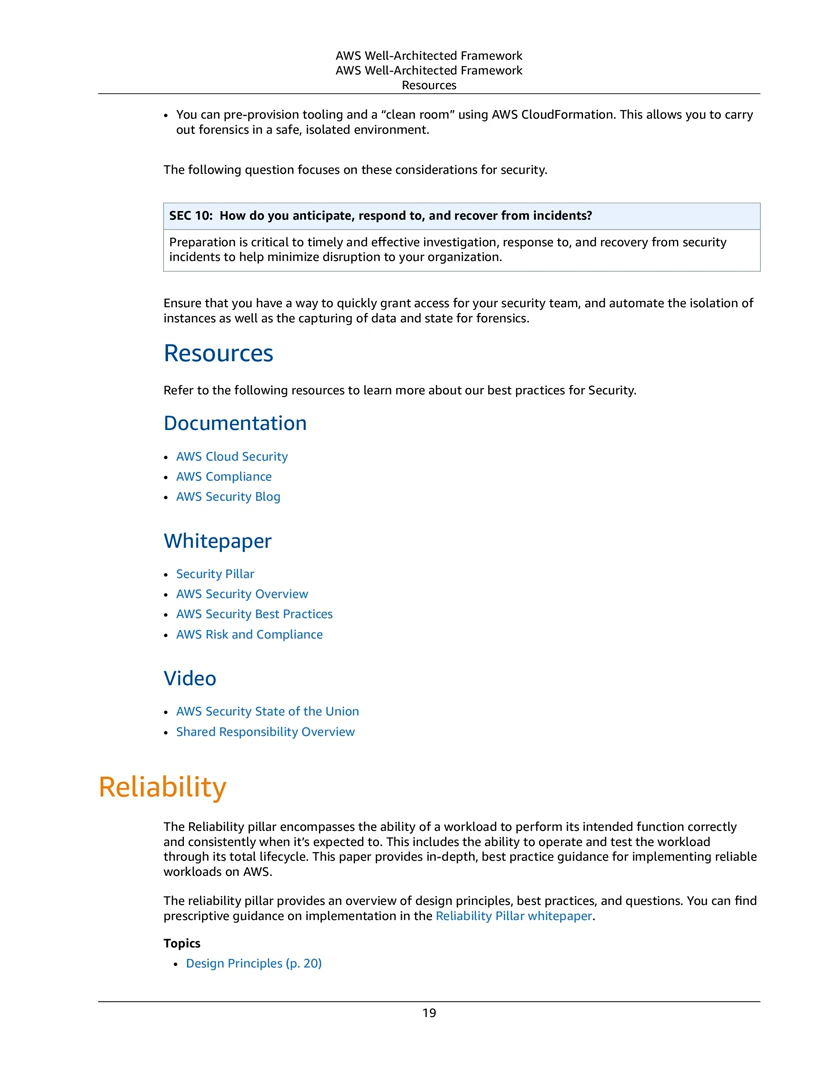 AWS Well-Architected Framework
AWS Well-Architected Framework
Resources
• You can pre-provision tooling and a “clean room” using AWS CloudFormation. This allows you to carry
out forensics in a safe, isolated environment.
The following question focuses on these considerations for security.
SEC 10:  How do you anticipate, respond to, and recover from incidents?
Preparation is critical to timely and effective investigation, response to, and recovery from security
incidents to help minimize disruption to your organization.
Ensure that you have a way to quickly grant access for your security team, and automate the isolation of
instances as well as the capturing of data and state for forensics.
Resources
Refer to the following resources to learn more about our best practices for Security.
Documentation
• AWS Cloud Security
• AWS Compliance
• AWS Security Blog
Whitepaper
• Security Pillar
• AWS Security Overview
• AWS Security Best Practices
• AWS Risk and Compliance
Video
• AWS Security State of the Union
• Shared Responsibility Overview
Reliability
The Reliability pillar encompasses the ability of a workload to perform its intended function correctly
and consistently when it’s expected to. This includes the ability to operate and test the workload
through its total lifecycle. This paper provides in-depth, best practice guidance for implementing reliable
workloads on AWS.
The reliability pillar provides an overview of design principles, best practices, and questions. You can find
prescriptive guidance on implementation in the Reliability Pillar whitepaper.
Topics
• Design Principles (p. 20)
19